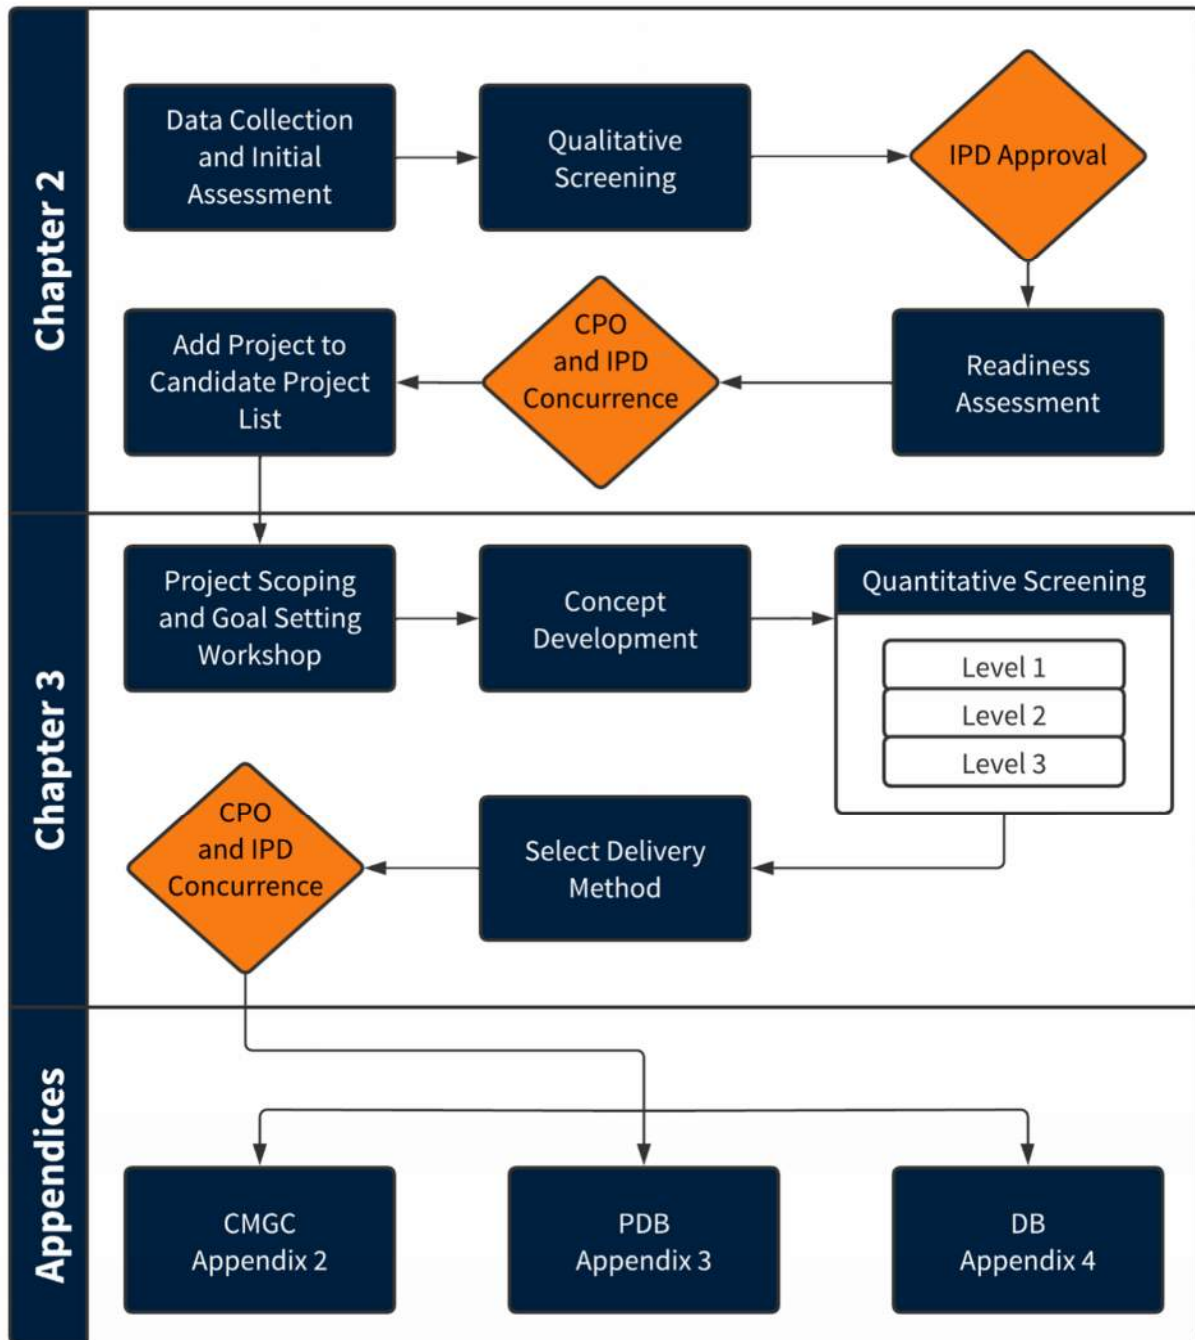 Chapter 2
Data Collection
and Initial
Assessment
Qualitative
Screening
IPD Approval
Readiness
Assessment
CPO
and IPD
Concurrence
Add Project to
Candidate Project
List
Chapter 3
Project Scoping
and Goal Setting
Workshop
Concept
Development
Quantitative Screening
Level 1
Level 2
Level 3
Select Delivery
Method
CPO
and IPD
Concurrence
Appendices
CMGC
Appendix 2
PDB
Appendix 3
DB
Appendix 4